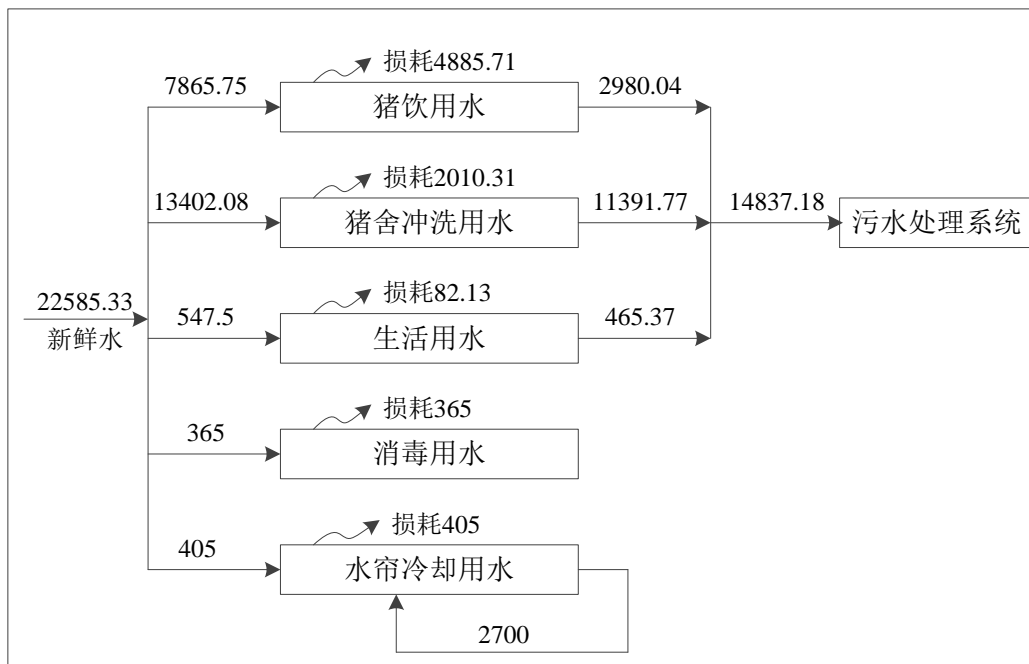 损耗4885.71
7865.75
猪饮用水
2980.04
损耗2010.31
13402.08
猪舍冲洗用水
11391.77
14837.18
污水处理系统
22585.33
新鲜水
损耗82.13
547.5
生活用水
465.37
损耗365
365
消毒用水
损耗405
405
水帘冷却用水
2700